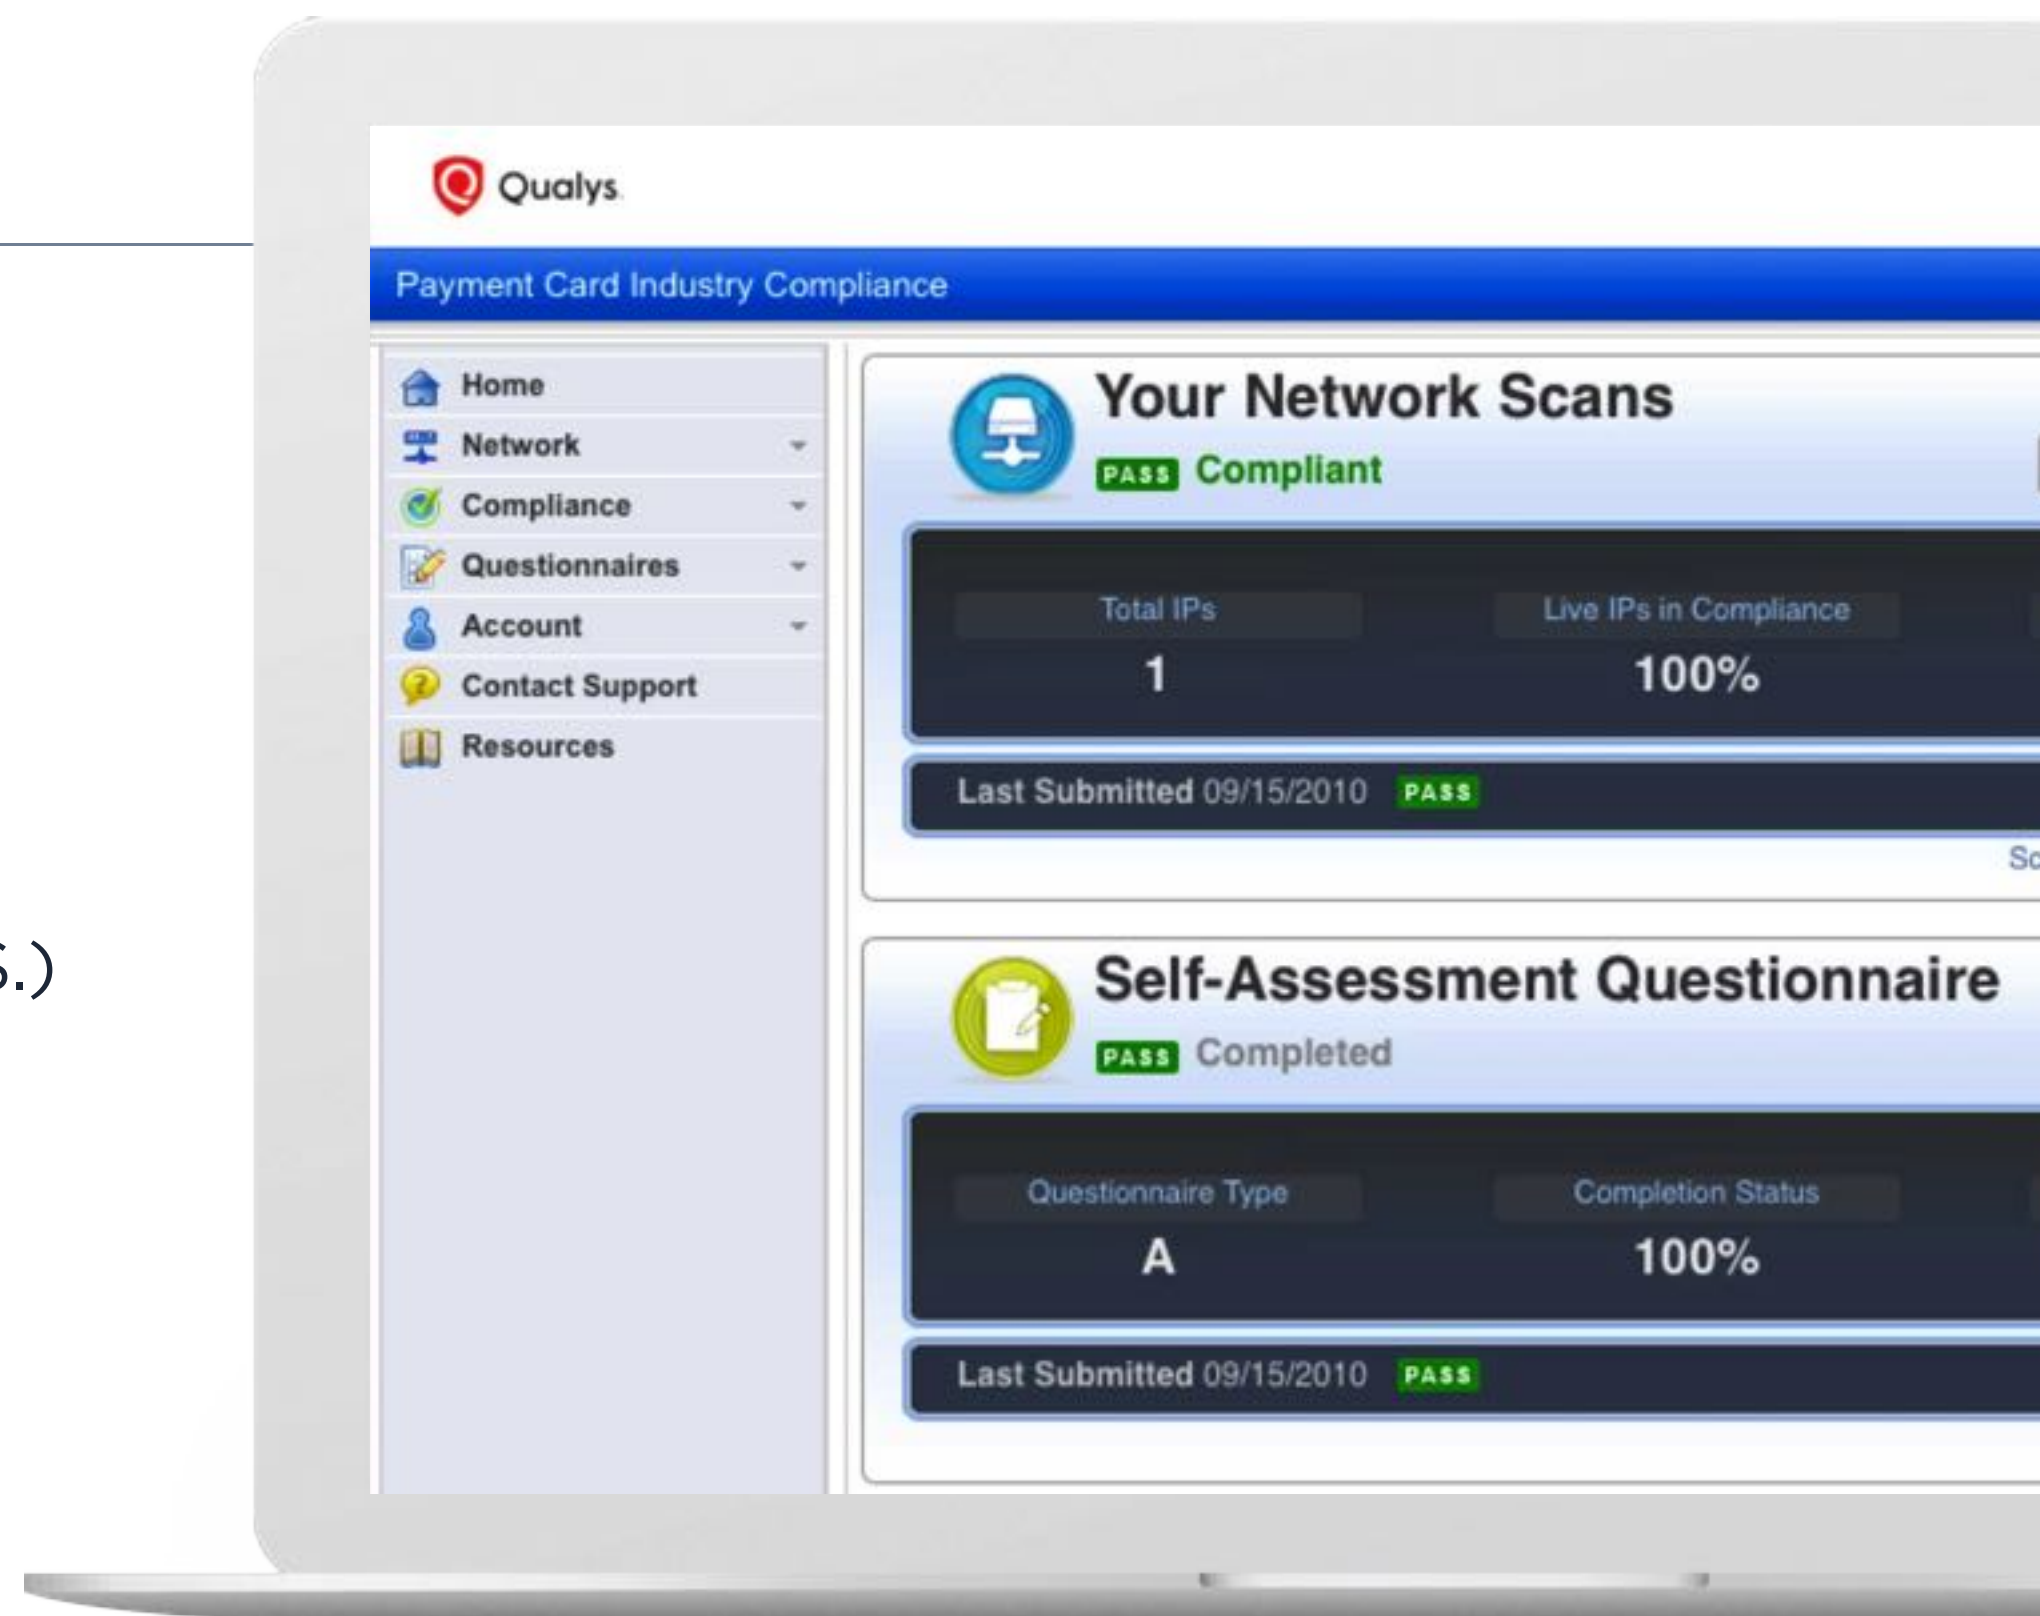 Qualys.
Payment Card Industry Compliance
Home
Network
Compliance
Questionnaires
Account
Contact Support
Resources
Your Network Scans
PASS Compliant
Total IPs
Live IPs in Compliance
1
100%
Last Submitted 09/15/2010 PASS
Self-Assessment Questionnaire
PASS Completed
Questionnaire Type
Completion Status
A
100%
Last Submitted 09/15/2010 PASS